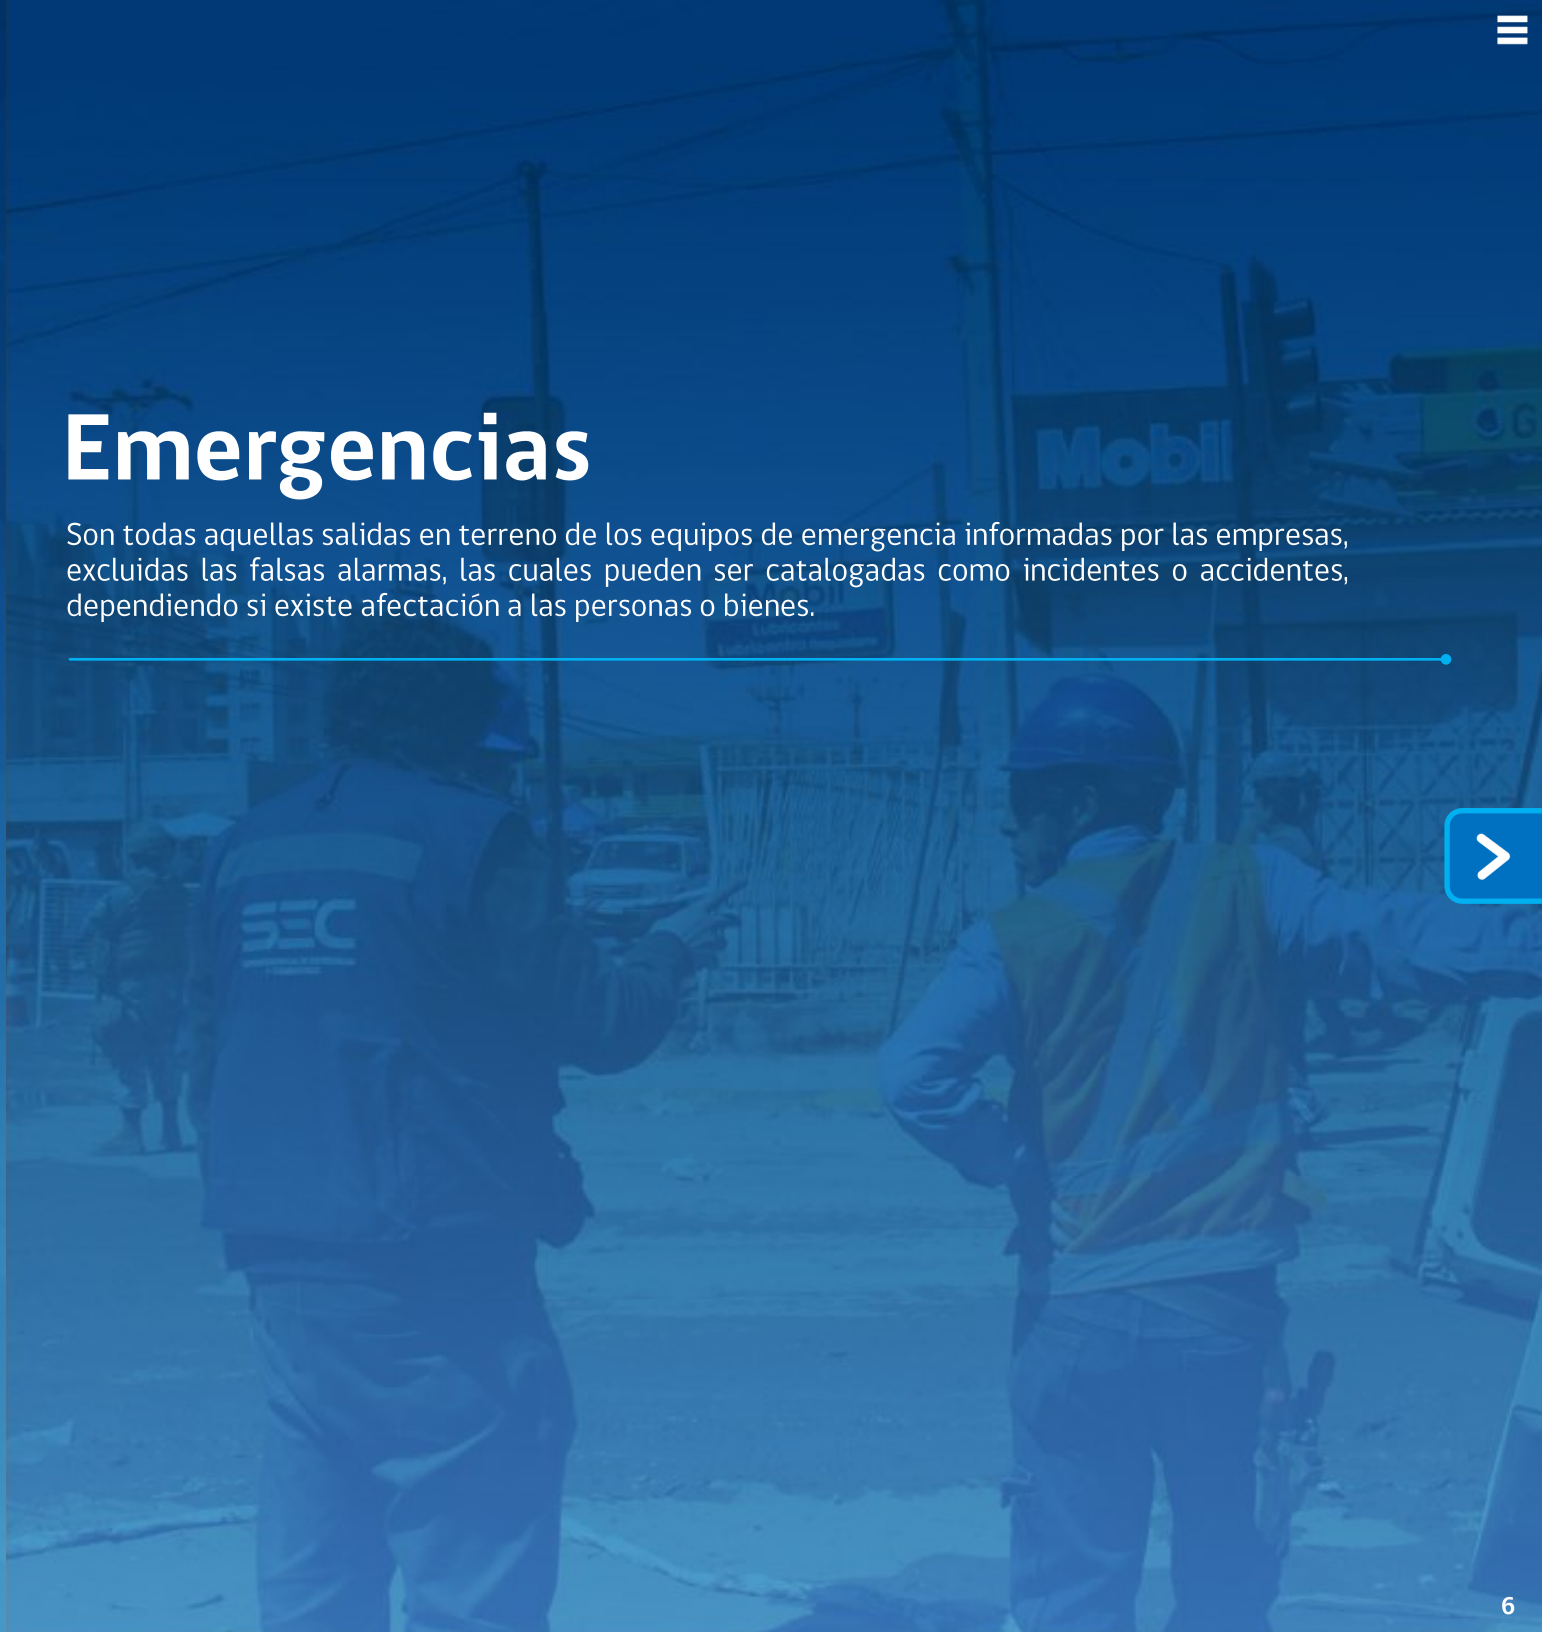 Mobil
G
Emergencias
Son todas aquellas salidas en terreno de los equipos de emergencia informadas por las empresas,
excluidas las falsas alarmas, las cuales pueden ser catalogadas como incidentes o accidentes,
dependiendo si existe afectación a las personas o bienes.
Mobil
Lubricantes
SEC
6